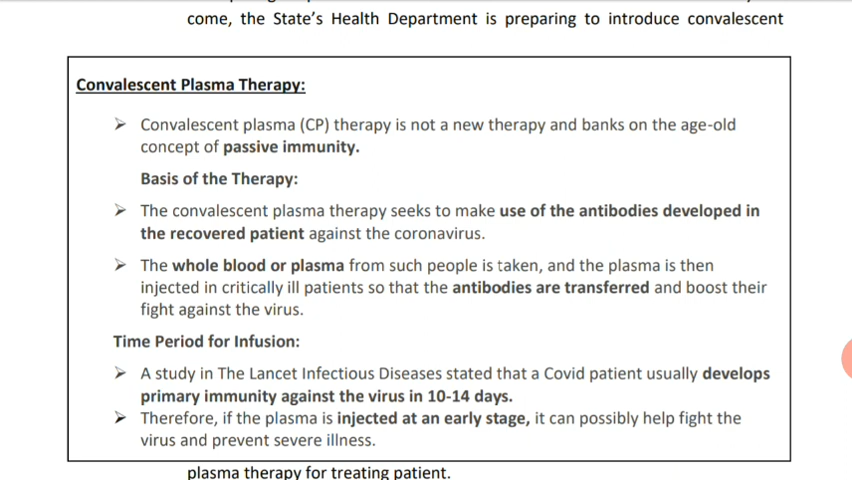 come, the State's Health Department is preparing to introduce convalescent
Convalescent Plasma Therapy:
➢ Convalescent plasma (CP) therapy is not a new therapy and banks on the age-old
concept of passive immunity.
Basis of the Therapy:
➢ The convalescent plasma therapy seeks to make use of the antibodies developed in
the recovered patient against the coronavirus.
➢ The whole blood or plasma from such people is taken, and the plasma is then
injected in critically ill patients so that the antibodies are transferred and boost their
fight against the virus.
Time Period for Infusion:
➢ A study in The Lancet Infectious Diseases stated that a Covid patient usually develops
primary immunity against the virus in 10-14 days.
➢ Therefore, if the plasma is injected at an early stage, it can possibly help fight the
virus and prevent severe illness.
plasma therapy for treating patient.